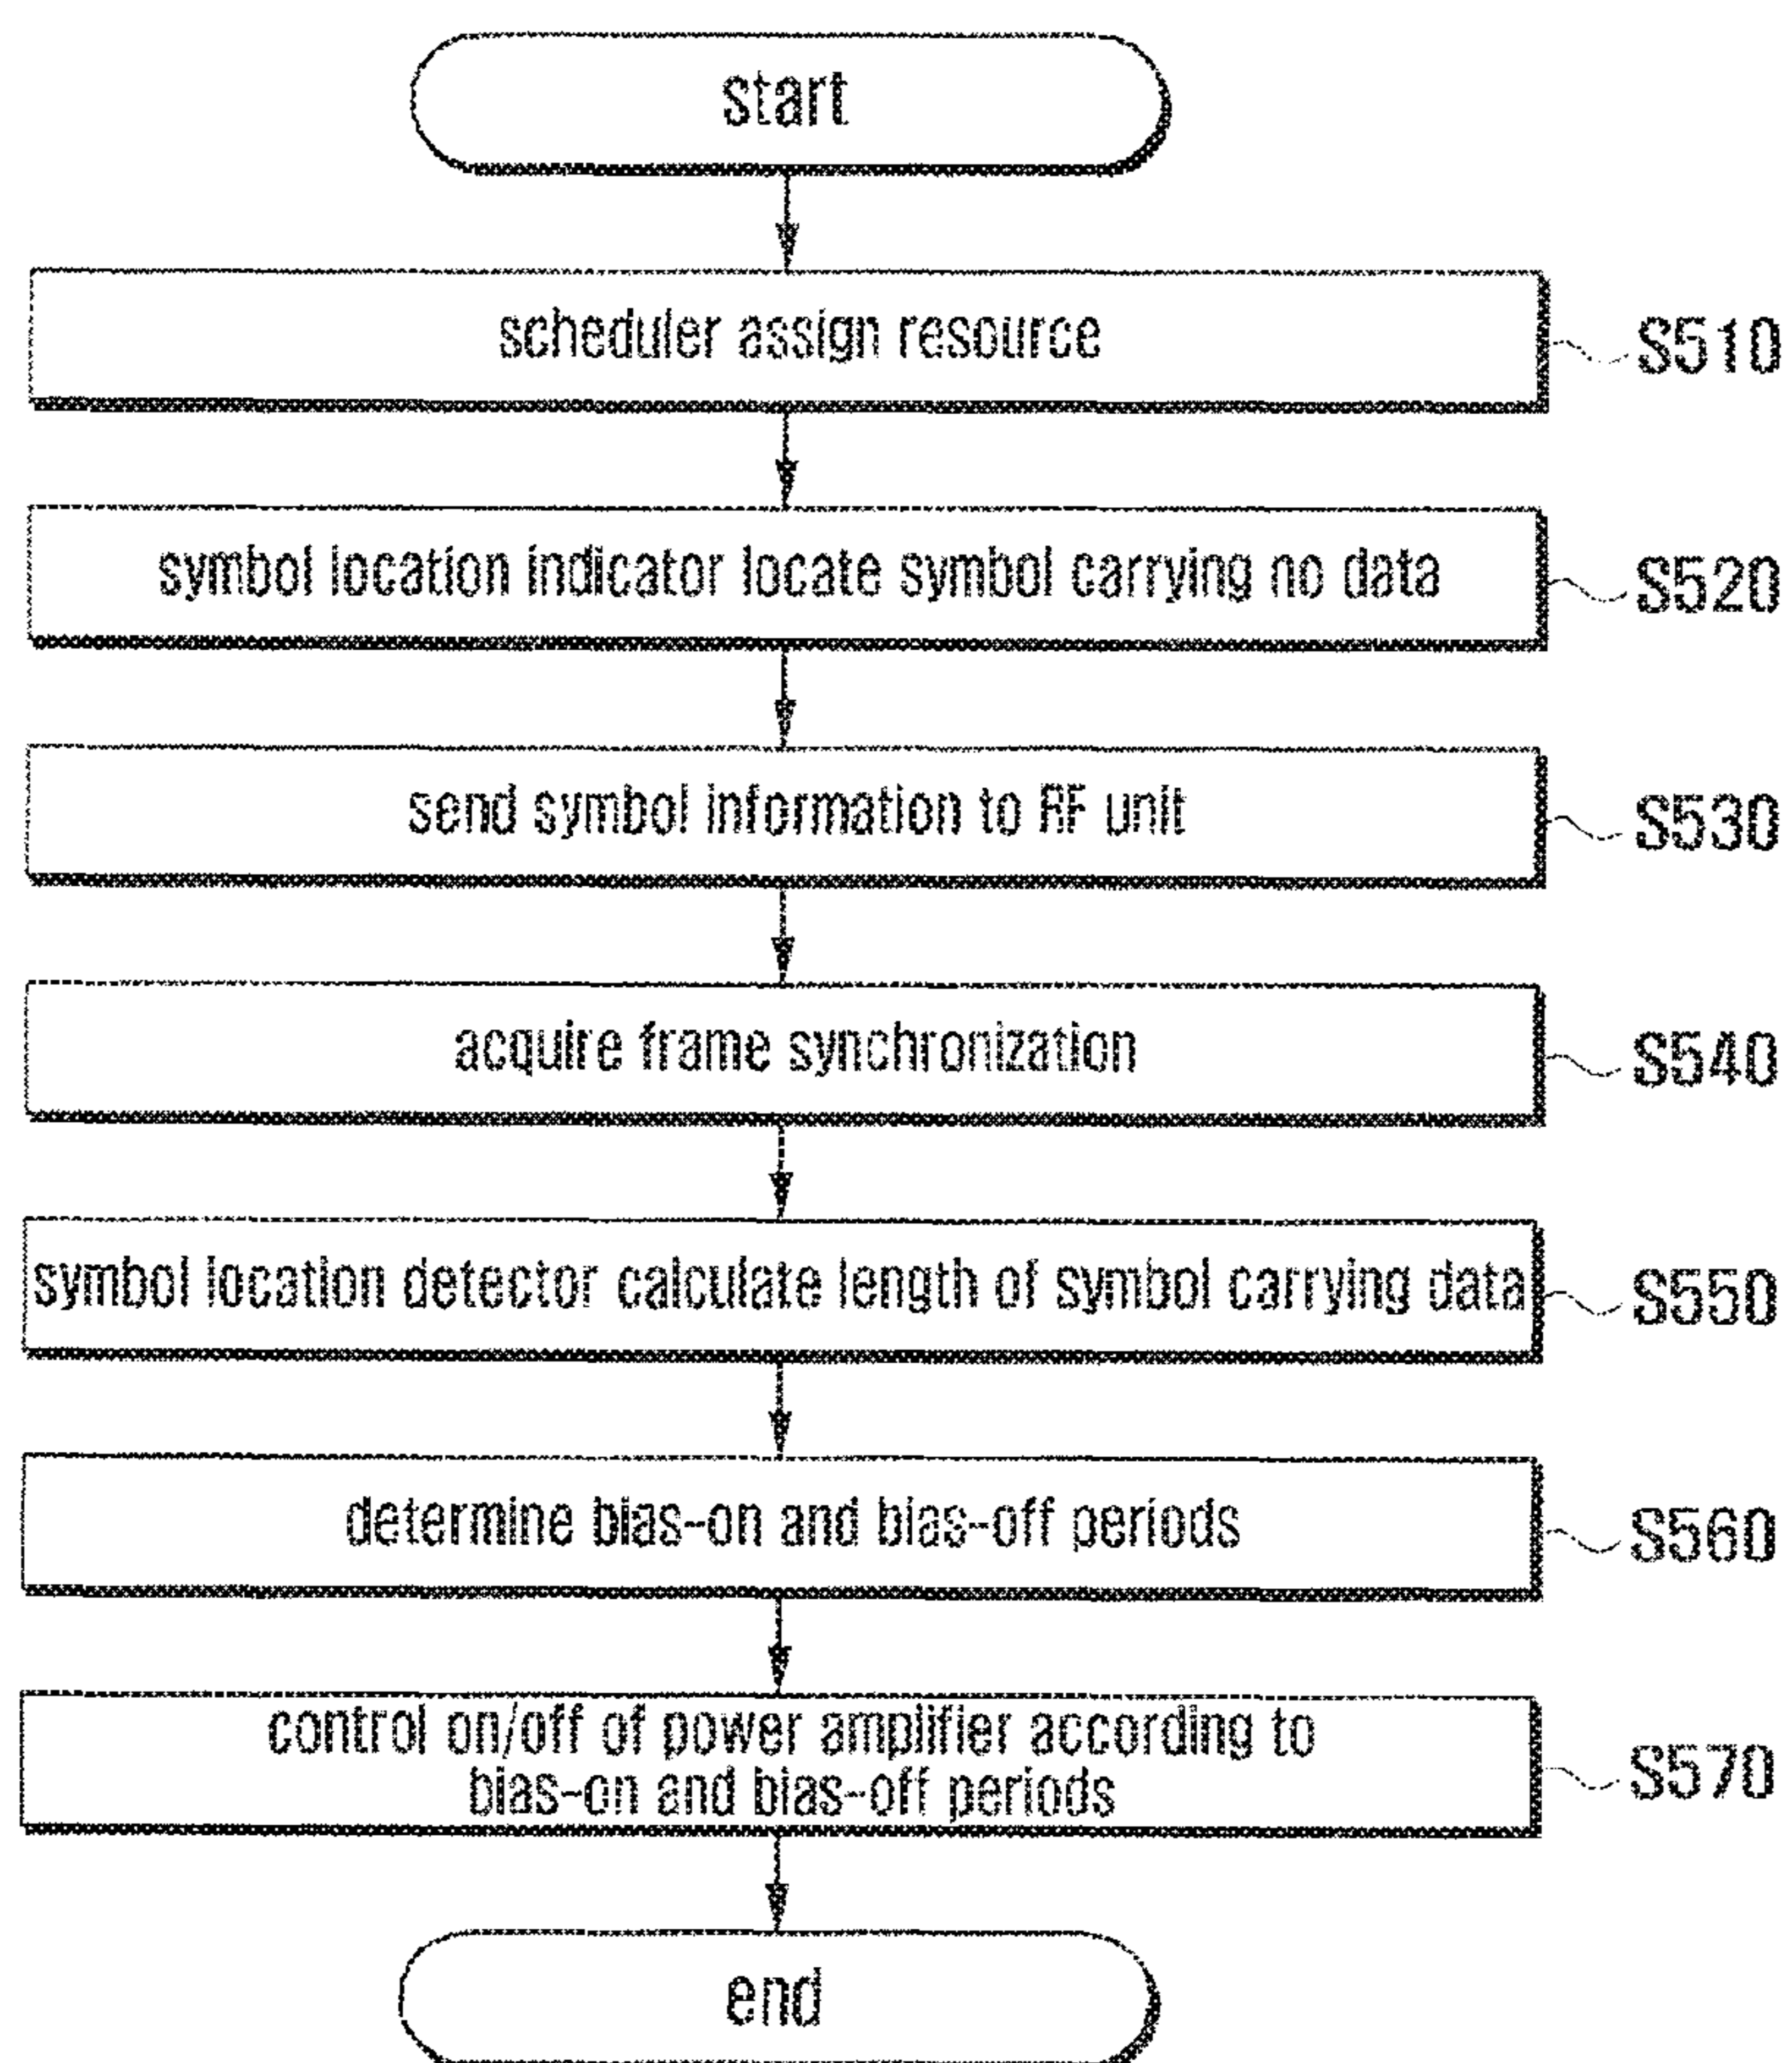 start
scheduler assign resource
S510
symbol location indicator locate symbol carrying no data
S520
send symbol information to RF unit
S530
acquire frame synchronization
S540
symbol location detector calculate length of symbol carrying data
S550
determine bias-on and bias-off periods
S560
control on/off of power amplifier according to
bias-on and bias-off periods
S570
end